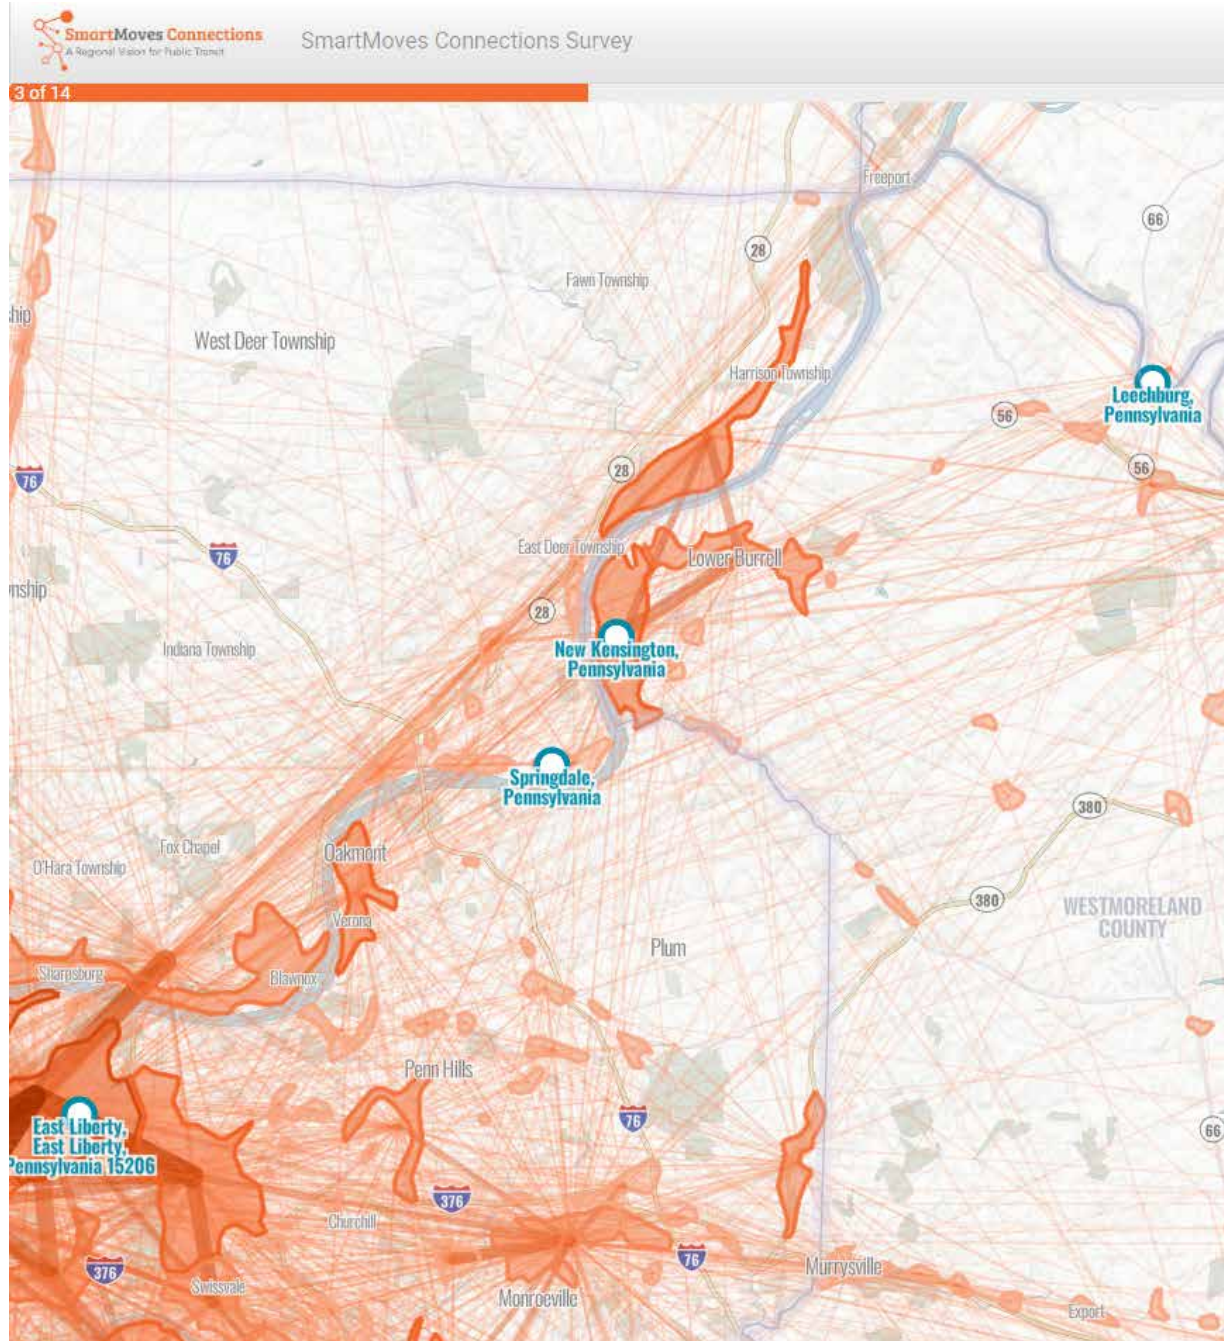 SmartMoves Connections
A Regional Vision for Public Transit
SmartMoves Connections Survey
3 of 14
Freeport
66
28
Fawn Township
ship
West Deer Township
Harrison Township
Leechburg,
Pennsylvania
56
28
76
56
East Deer Township
Lower Burrell
76
nship
28
Indiana Township
New Kensington,
Pennsylvania
Springdale,
Pennsylvania
380
Fox Chapel
Oakmont
O'Hara Township
380
WESTMORELAND
COUNTY
Verona
Plum
Sharpsburg
Blawnox
Penn Hills
76
66
East Liberty,
East Liberty,
Pennsylvania 15206
376
Churchill
376
76
Murrysville
Swissvale
Monroeville
Export